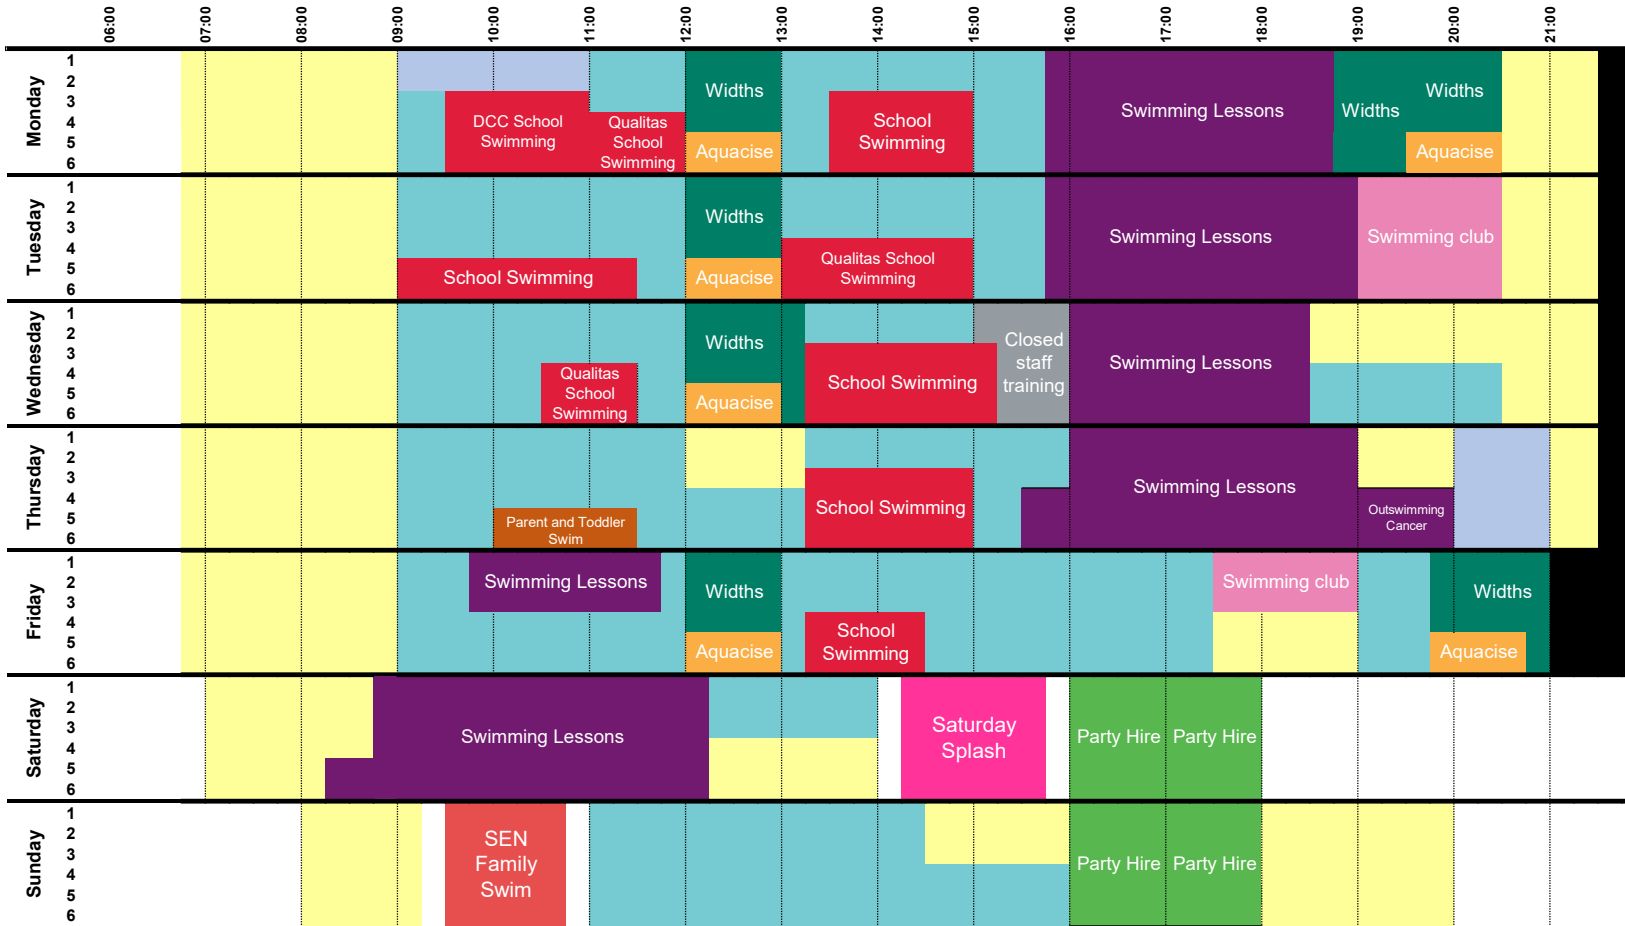 06:00 07:00 08:00 09:00 10:00 11:00 12:00 13:00 14:00 15:00 16:00 17:00 18:00 19:00 20:00 21:00
Monday
1
2
3
4
5
6
DCC School
Swimming
Qualitas
School
Swimming
Widths
Aquacise
School
Swimming
Swimming Lessons
Widths
Widths
Aquacise
Tuesday
1
2
3
4
5
6
School Swimming
Widths
Aquacise
Qualitas School
Swimming
Swimming Lessons
Swimming club
Wednesday
1
2
3
4
5
6
Qualitas
School
Swimming
Widths
Aquacise
School Swimming
Closed
staff
training
Swimming Lessons
Thursday
1
2
3
4
5
6
Parent and Toddler
Swim
School Swimming
Swimming Lessons
Outswimming
Cancer
Friday
1
2
3
4
5
6
Swimming Lessons
Widths
Aquacise
School
Swimming
Swimming club
Widths
Aquacise
Saturday
1
2
3
4
5
6
Swimming Lessons
Saturday
Splash
Party Hire
Party Hire
Sunday
1
2
3
4
5
6
SEN
Family
Swim
Party Hire
Party Hire